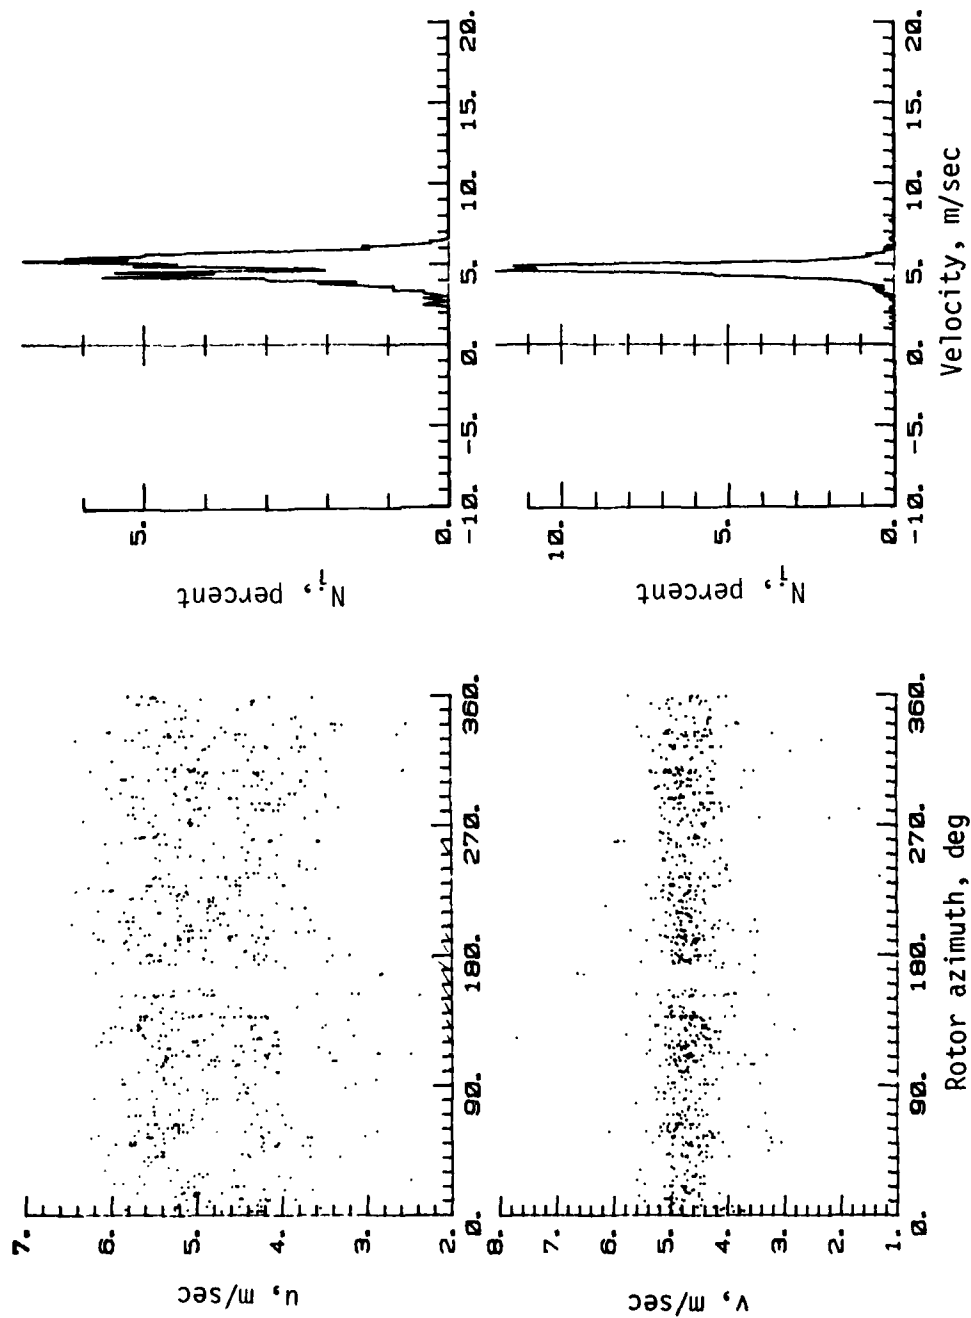 u, m/sec
7.
6.
5.
4.
3.
2.
0. 90. 180. 270. 360.
N_i, percent
5.
0.
-10. -5. 0. 5. 10. 15. 20.
v, m/sec
8.
7.
6.
5.
4.
3.
2.
1.
0. 90. 180. 270. 360.
Rotor azimuth, deg
N_i, percent
10.
5.
0.
-10. -5. 0. 5. 10. 15. 20.
Velocity, m/sec